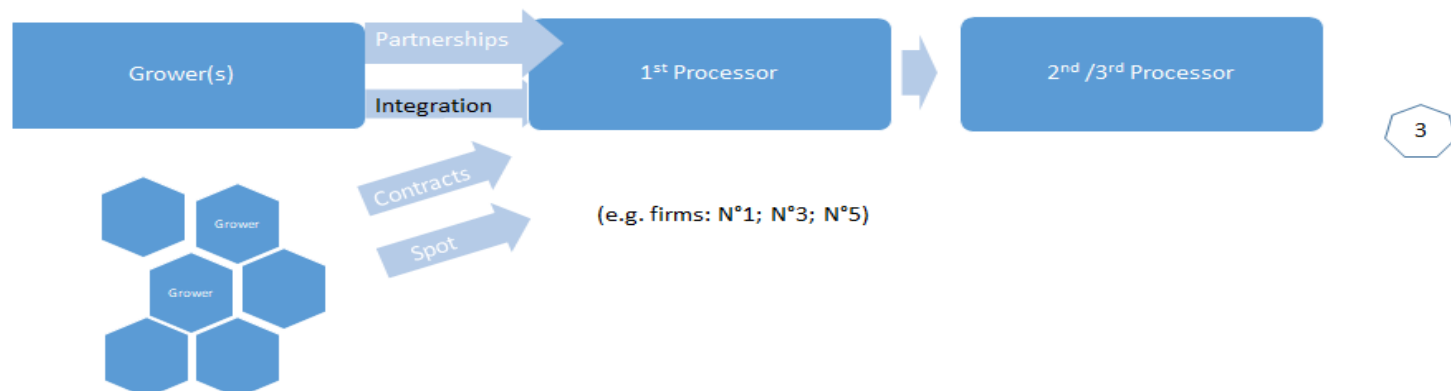 Partnerships
Grower(s)
1st Processor
2nd /3rd Processor
Integration
3
Contracts
(e.g. firms: N°1; N°3; N°5)
Grower
Spot
Grower